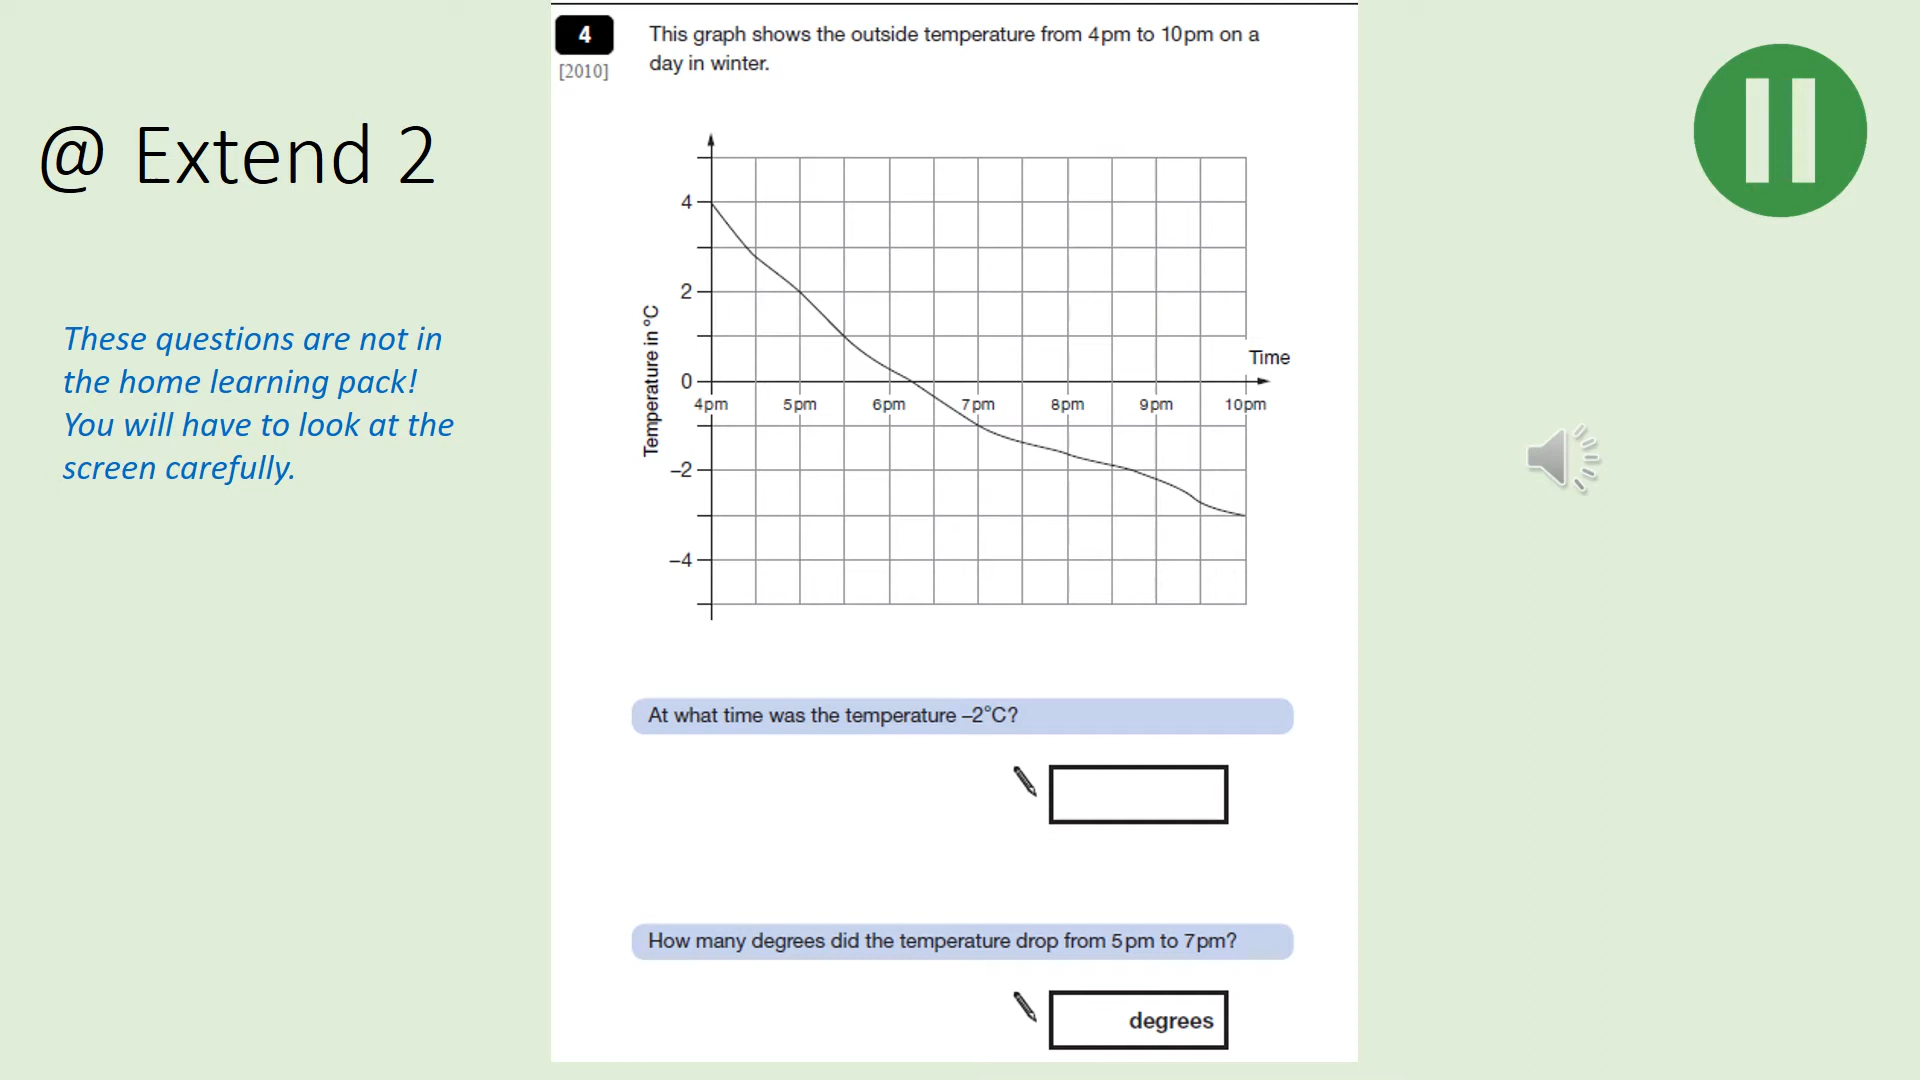 4
[2010]
This graph shows the outside temperature from 4pm to 10pm on a
day in winter.
@ Extend 2
These questions are not in
the home learning pack!
You will have to look at the
screen carefully.
Temperature in °C
4
2
0
–2
–4
Time
4pm 5pm 6pm 7pm 8pm 9pm 10pm
At what time was the temperature –2°C?
How many degrees did the temperature drop from 5pm to 7pm?
degrees